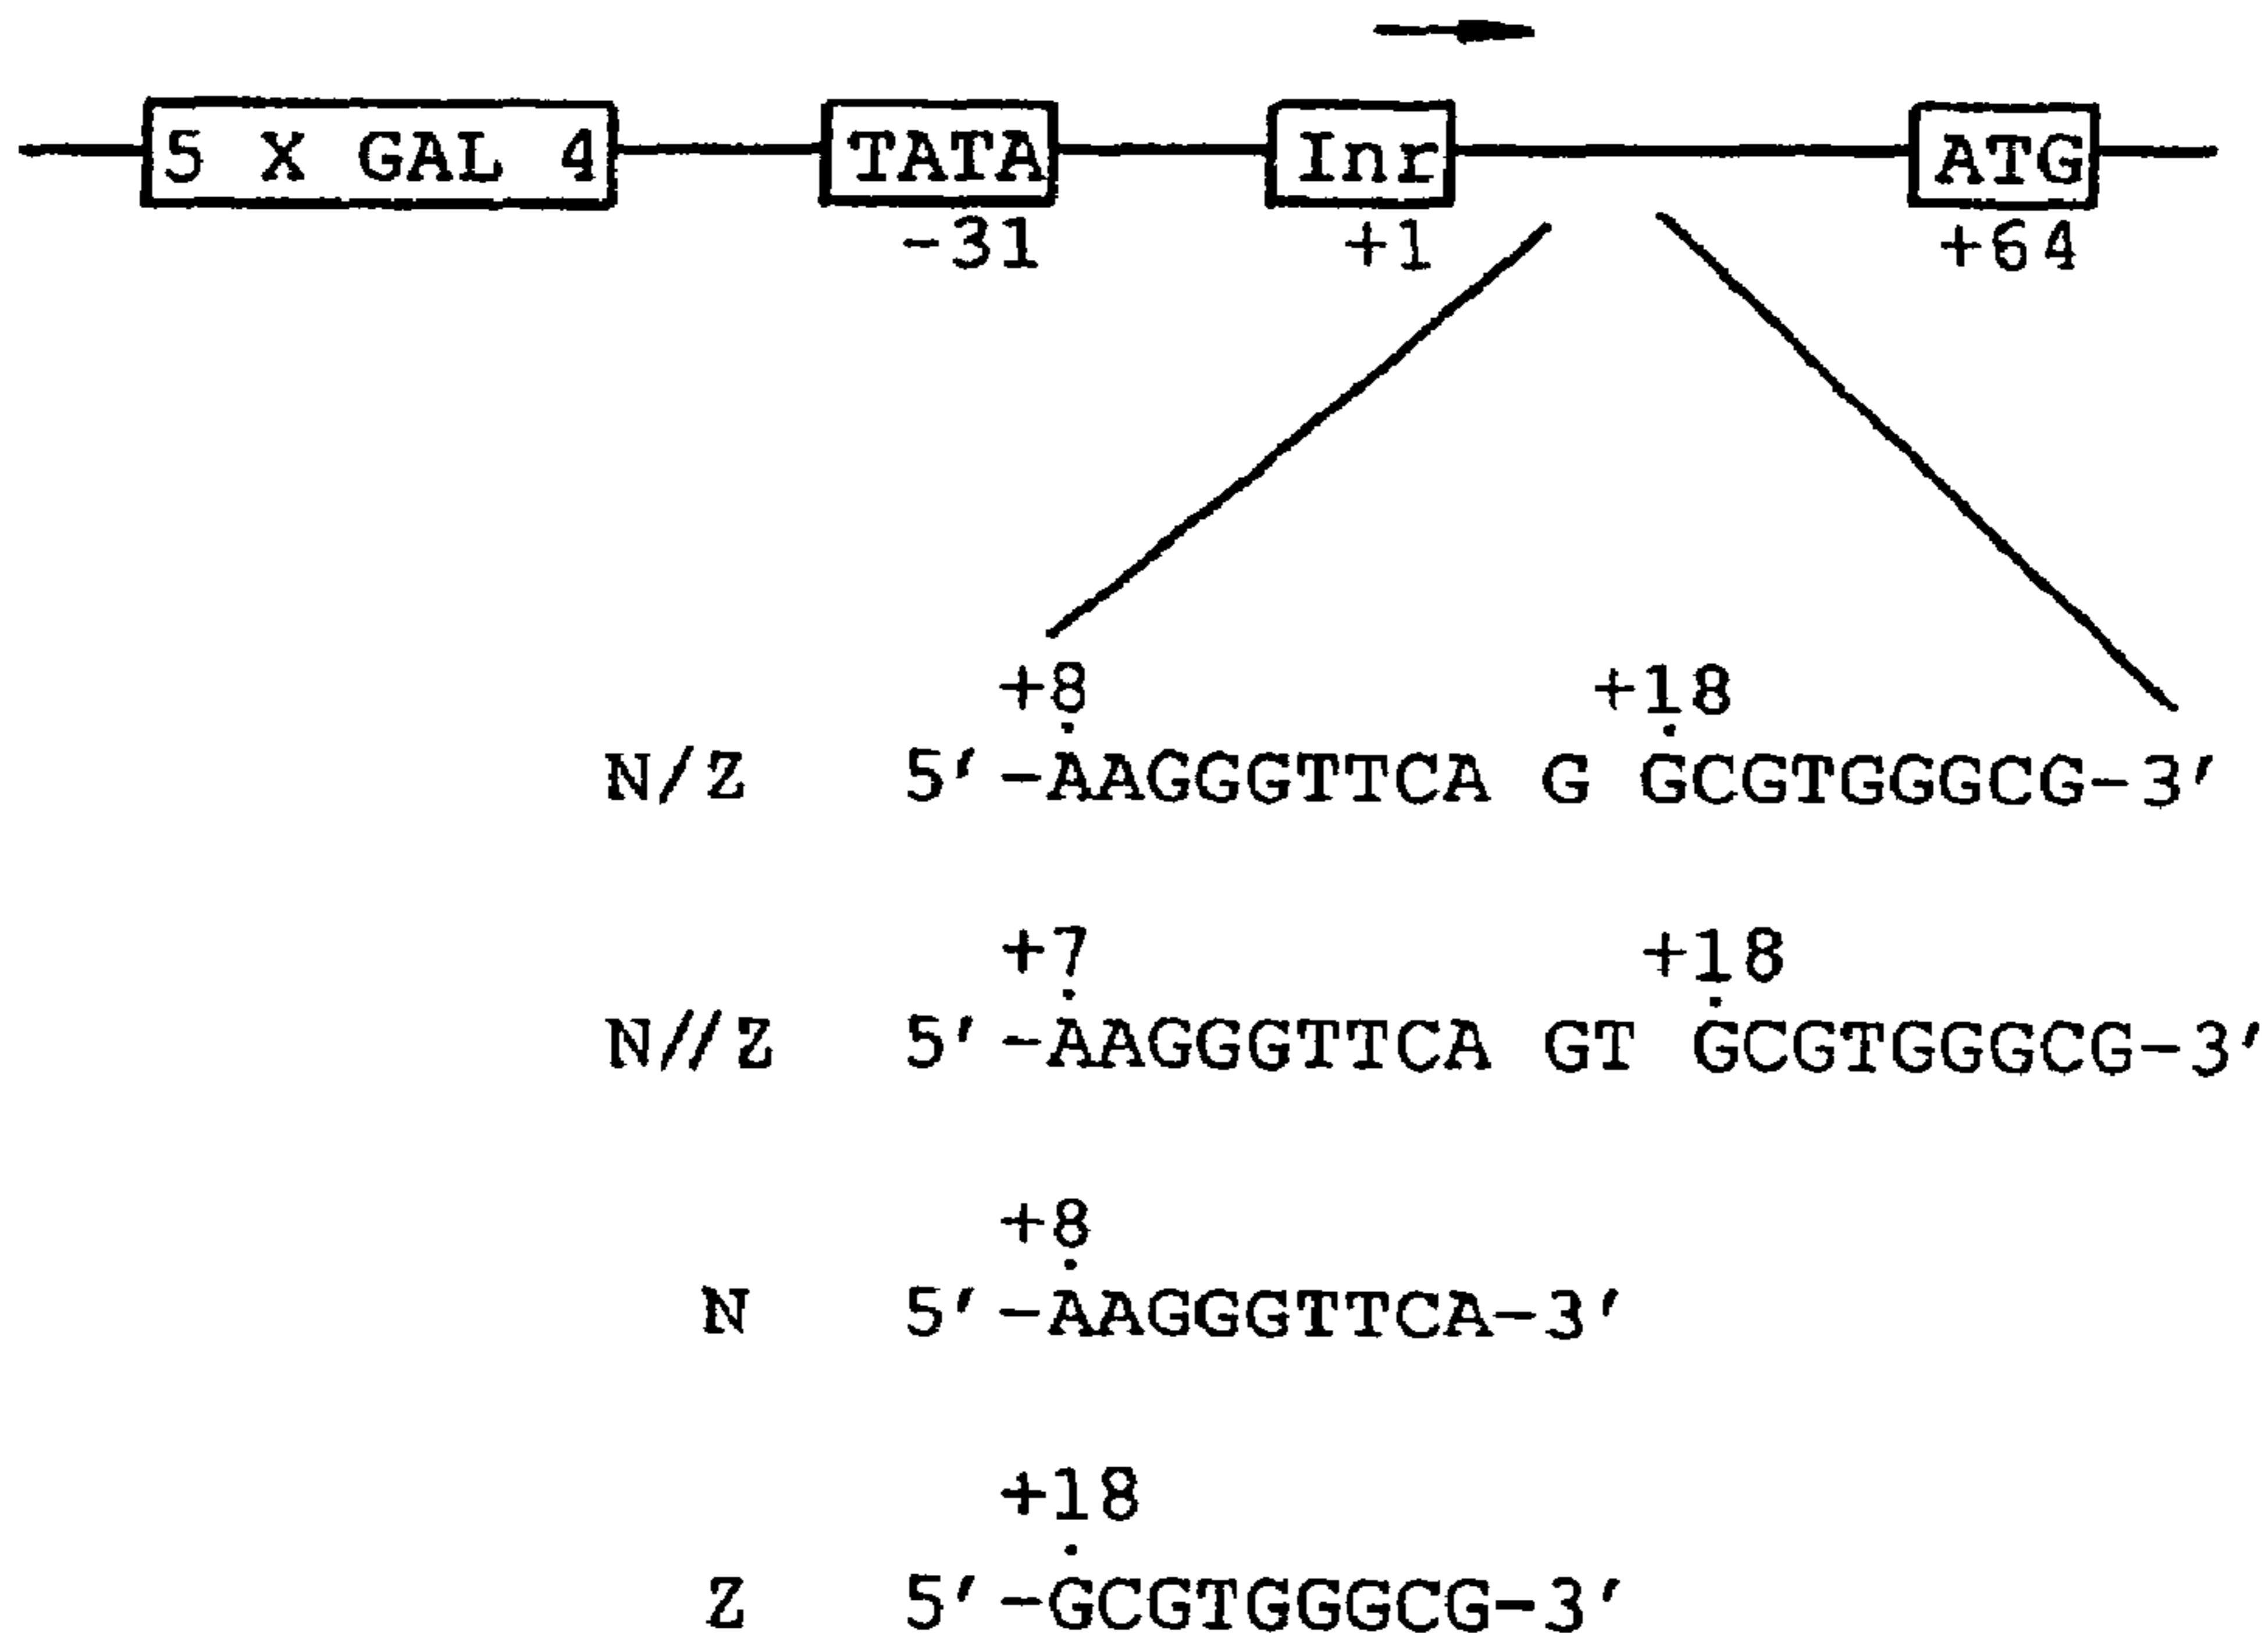 5 X GAL 4 TATA Inr ATG
-31 +1 +64
+8 +18
N/Z 5′-AAGGGTTCA G GCGTGGGCG-3′
+7 +18
N//Z 5′-AAGGGTTCA GT GCGTGGGCG-3′
+8
N 5′-AAGGGTTCA-3′
+18
Z 5′-GCGTGGGCG-3′